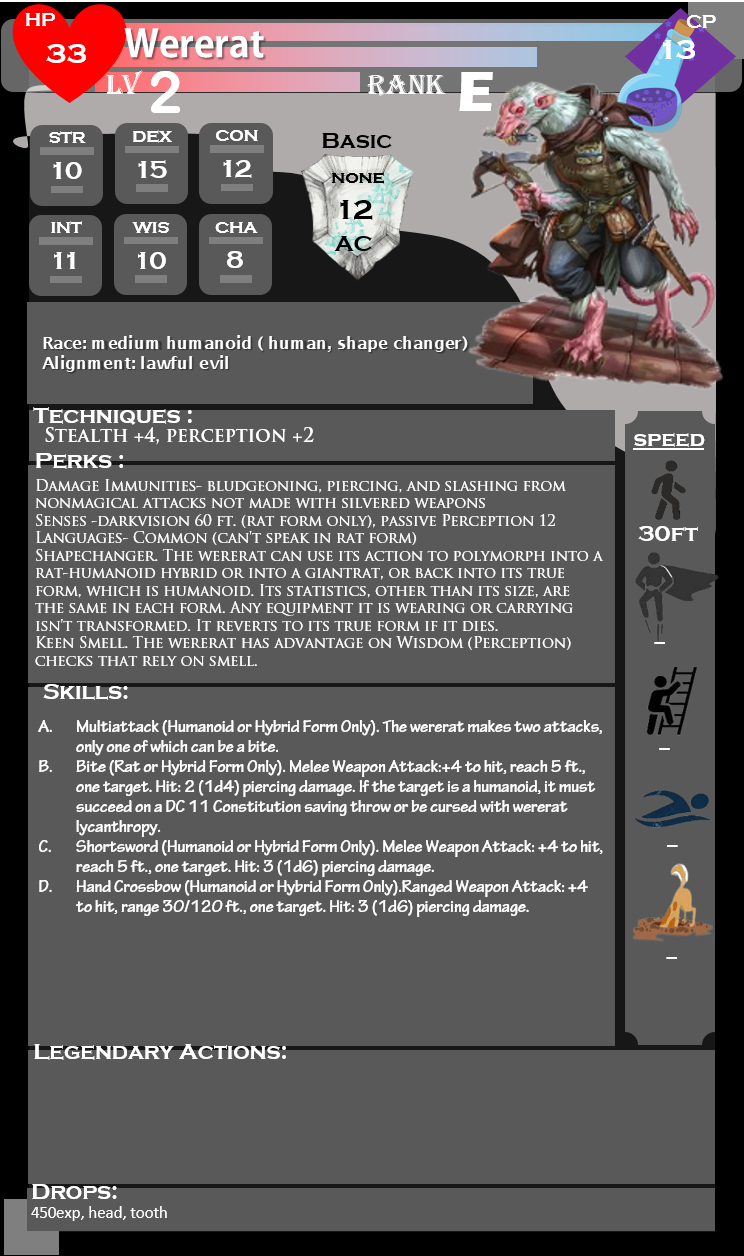 HP
33
Wererat
CP
13
LV 2
RANK E
STR
10
DEX
15
CON
12
INT
11
WIS
10
CHA
8
BASIC
NONE
12
AC
Race: medium humanoid ( human, shape changer)
Alignment: lawful evil
TECHNIQUES :
STEALTH +4, PERCEPTION +2
PERKS :
DAMAGE IMMUNITIES- BLUDGEONING, PIERCING, AND SLASHING FROM
NONMAGICAL ATTACKS NOT MADE WITH SILVERED WEAPONS
SENSES -DARKVISION 60 FT. (RAT FORM ONLY), PASSIVE PERCEPTION 12
LANGUAGES- COMMON (CAN'T SPEAK IN RAT FORM)
SHAPECHANGER. THE WERERAT CAN USE ITS ACTION TO POLYMORPH INTO A
RAT-HUMANOID HYBRID OR INTO A GIANTRAT, OR BACK INTO ITS TRUE
FORM, WHICH IS HUMANOID. ITS STATISTICS, OTHER THAN ITS SIZE, ARE
THE SAME IN EACH FORM. ANY EQUIPMENT IT IS WEARING OR CARRYING
ISN'T TRANSFORMED. IT REVERTS TO ITS TRUE FORM IF IT DIES.
KEEN SMELL. THE WERERAT HAS ADVANTAGE ON WISDOM (PERCEPTION)
CHECKS THAT RELY ON SMELL.
SPEED
30FT
–
–
–
–
SKILLS:
A. Multiattack (Humanoid or Hybrid Form Only). The wererat makes two attacks,
only one of which can be a bite.
B. Bite (Rat or Hybrid Form Only). Melee Weapon Attack:+4 to hit, reach 5 ft.,
one target. Hit: 2 (1d4) piercing damage. If the target is a humanoid, it must
succeed on a DC 11 Constitution saving throw or be cursed with wererat
lycanthropy.
C. Shortsword (Humanoid or Hybrid Form Only). Melee Weapon Attack: +4 to hit,
reach 5 ft., one target. Hit: 3 (1d6) piercing damage.
D. Hand Crossbow (Humanoid or Hybrid Form Only).Ranged Weapon Attack: +4
to hit, range 30/120 ft., one target. Hit: 3 (1d6) piercing damage.
LEGENDARY ACTIONS:
DROPS:
450exp, head, tooth